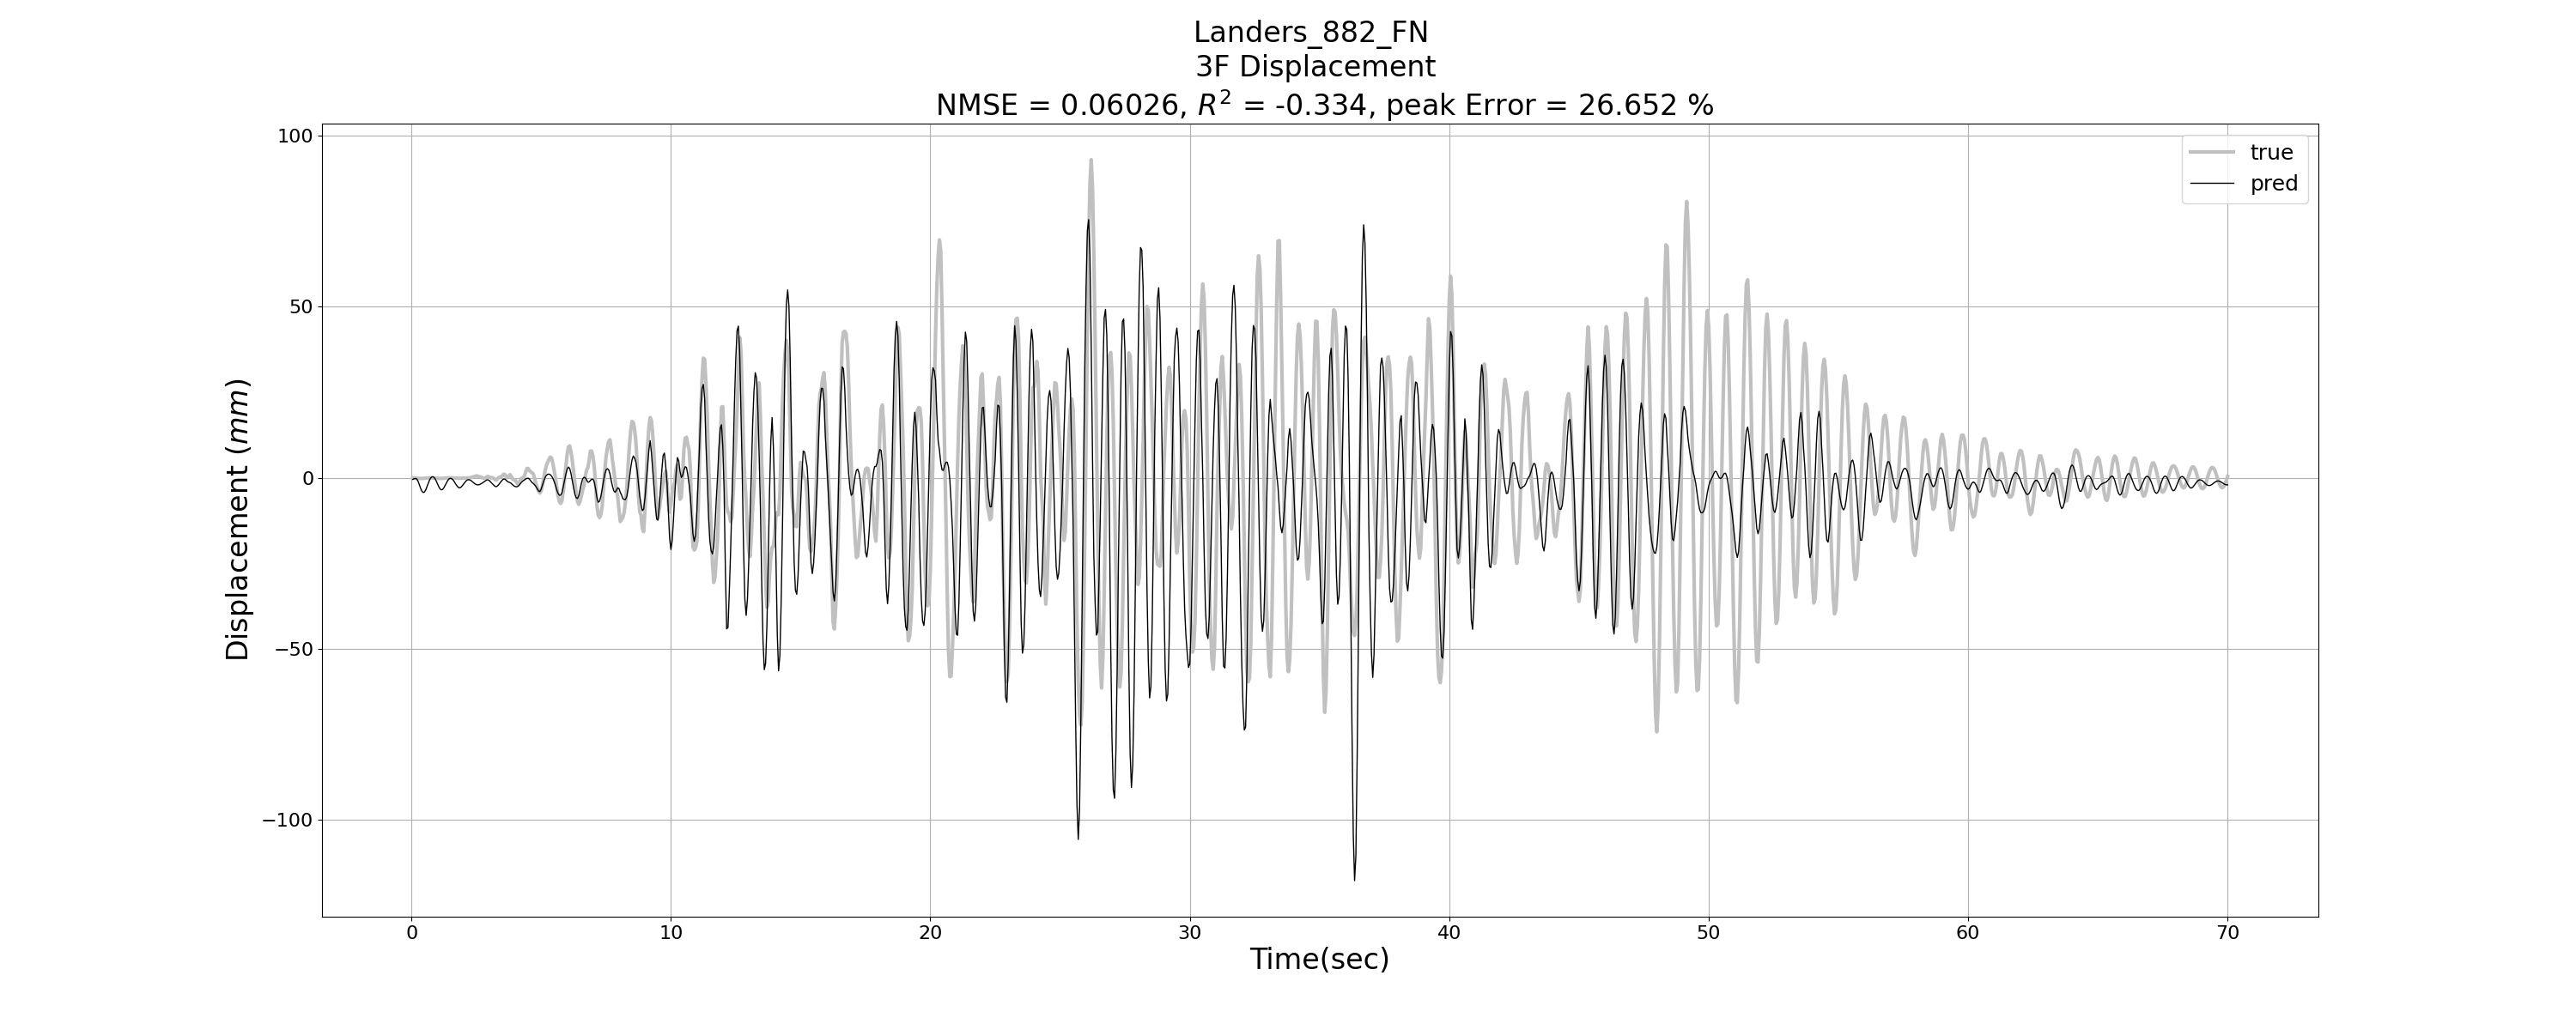 Landers_882_FN
3F Displacement
NMSE = 0.06026, R² = -0.334, peak Error = 26.652 %
100
50
0
−50
−100
Displacement (mm)
true
pred
0 10 20 30 40 50 60 70
Time(sec)